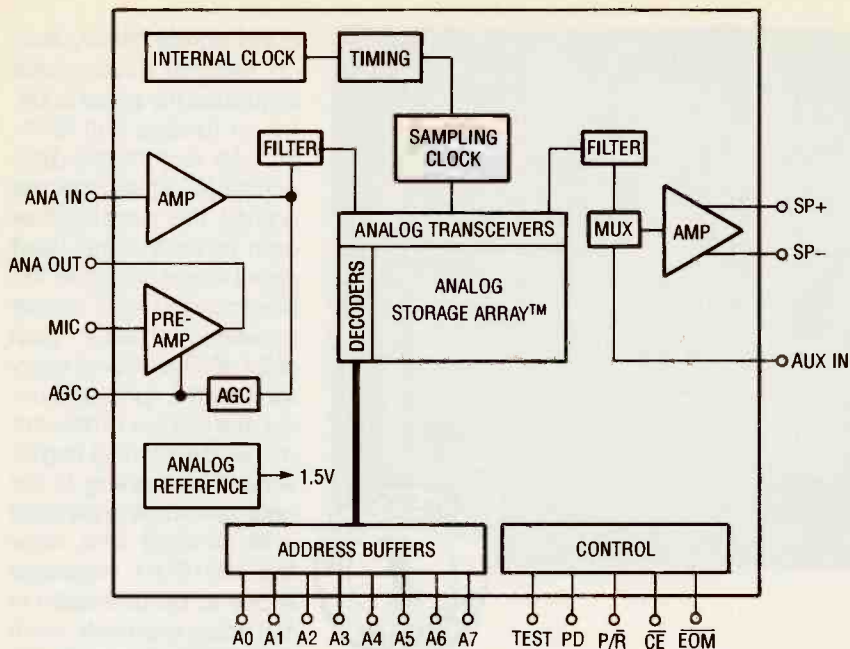 INTERNAL CLOCK
TIMING
SAMPLING
CLOCK
FILTER
FILTER
ANA IN
AMP
ANALOG TRANSCEIVERS
MUX
AMP
SP+
SP–
ANA OUT
DECODERS
ANALOG
STORAGE ARRAY™
MIC
PRE-
AMP
AUX IN
AGC
AGC
ANALOG
REFERENCE
1.5V
ADDRESS BUFFERS
CONTROL
A0 A1 A2 A3 A4 A5 A6 A7 TEST PD P/R̅ C̅E̅ E̅O̅M̅